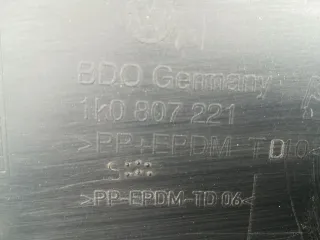 BDO Germany
1K0 807 221
>PP+EPDM-TD
>PP-EPDM-TD 06<